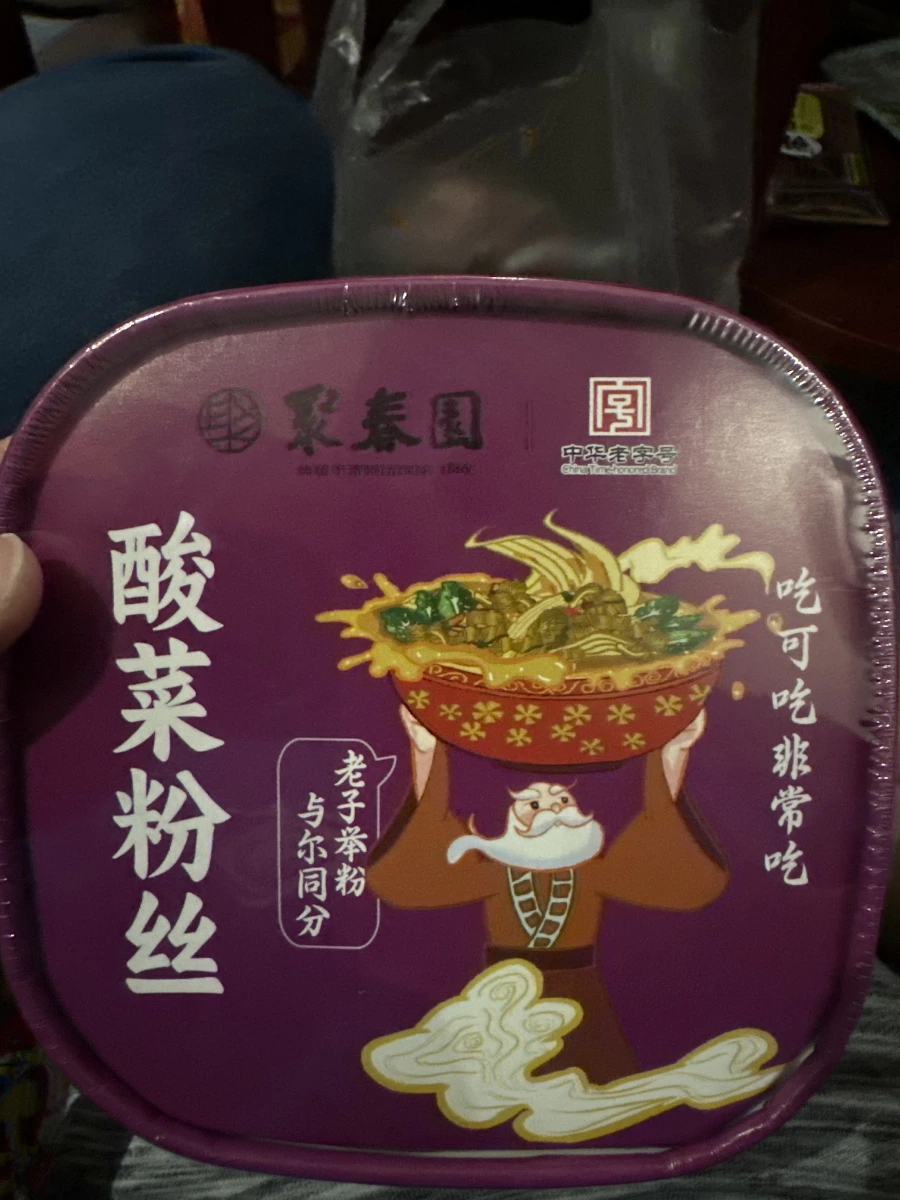 聚春園
中华老字号
China Time-honored Brand
酸菜粉丝
老子举粉
与尔同分
吃可吃非常吃